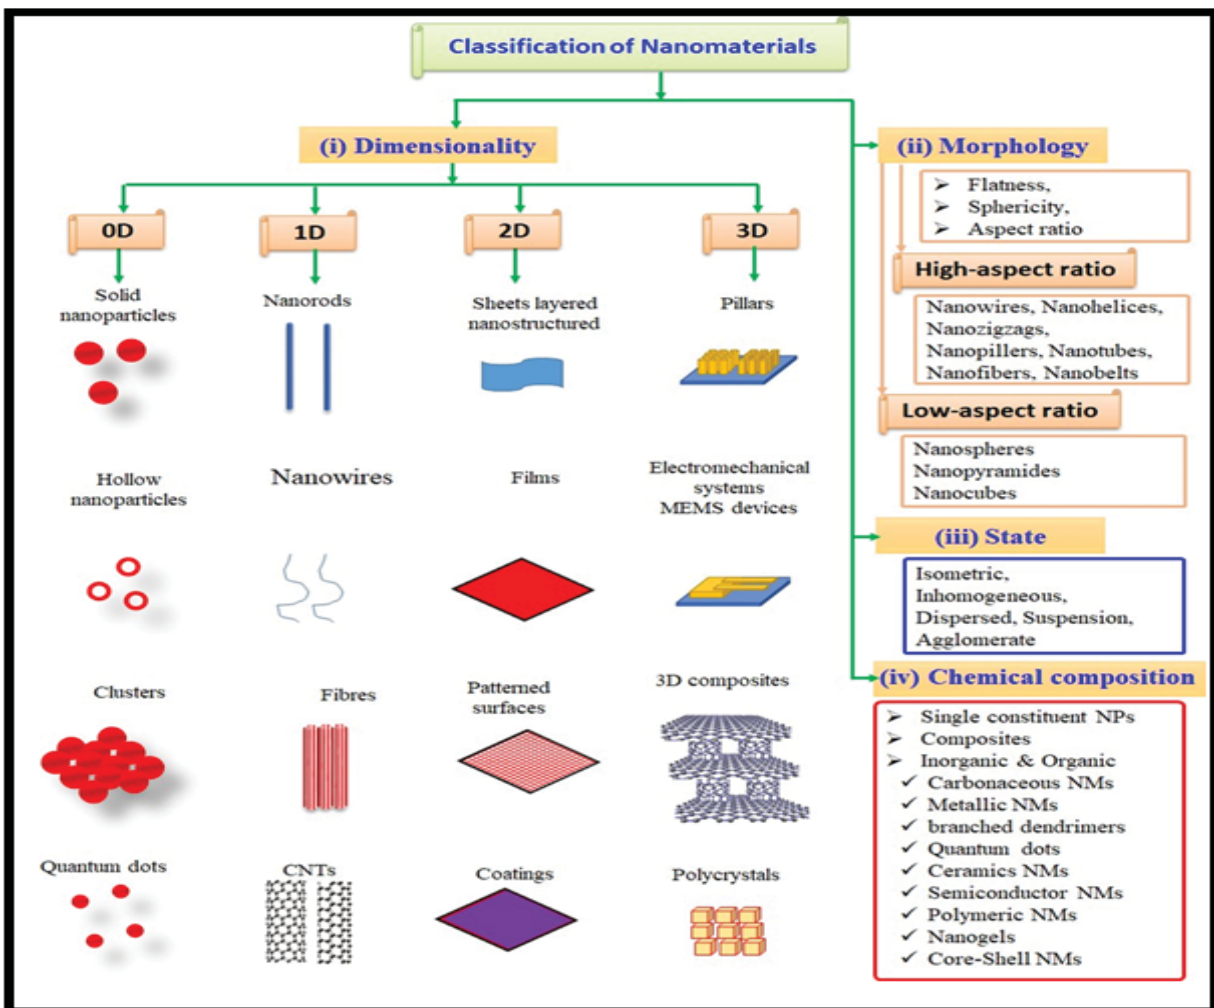 Classification of Nanomaterials
(i) Dimensionality
0D
1D
2D
3D
Solid
nanoparticles
Nanorods
Sheets layered
nanostructured
Pillars
Hollow
nanoparticles
Nanowires
Films
Electromechanical
systems
MEMS devices
Clusters
Fibres
Patterned
surfaces
3D composites
Quantum dots
CNTs
Coatings
Polycrystals
(ii) Morphology
➢ Flatness,
➢ Sphericity,
➢ Aspect ratio
High-aspect ratio
Nanowires, Nanohelices,
Nanozigzags,
Nanopillers, Nanotubes,
Nanofibers, Nanobelts
Low-aspect ratio
Nanospheres
Nanopyramides
Nanocubes
(iii) State
Isometric,
Inhomogeneous,
Dispersed, Suspension,
Agglomerate
(iv) Chemical composition
➢ Single constituent NPs
➢ Composites
➢ Inorganic & Organic
✓ Carbonaceous NMs
✓ Metallic NMs
✓ branched dendrimers
✓ Quantum dots
✓ Ceramics NMs
✓ Semiconductor NMs
✓ Polymeric NMs
✓ Nanogels
✓ Core-Shell NMs